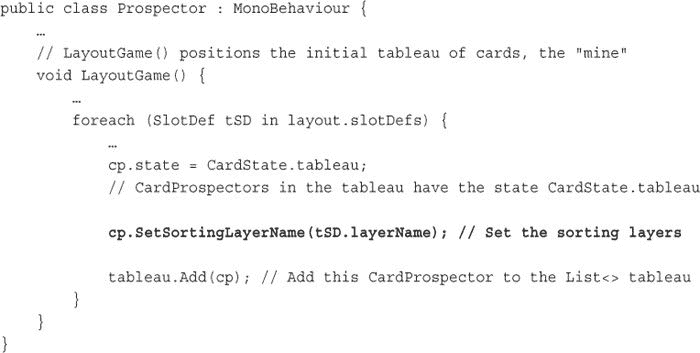 public class Prospector : MonoBehaviour {
…
// LayoutGame() positions the initial tableau of cards, the "mine"
void LayoutGame() {
…
foreach (SlotDef tSD in layout.slotDefs) {
…
cp.state = CardState.tableau;
// CardProspectors in the tableau have the state CardState.tableau
cp.SetSortingLayerName(tSD.layerName); // Set the sorting layers
tableau.Add(cp); // Add this CardProspector to the List<> tableau
}
}
}